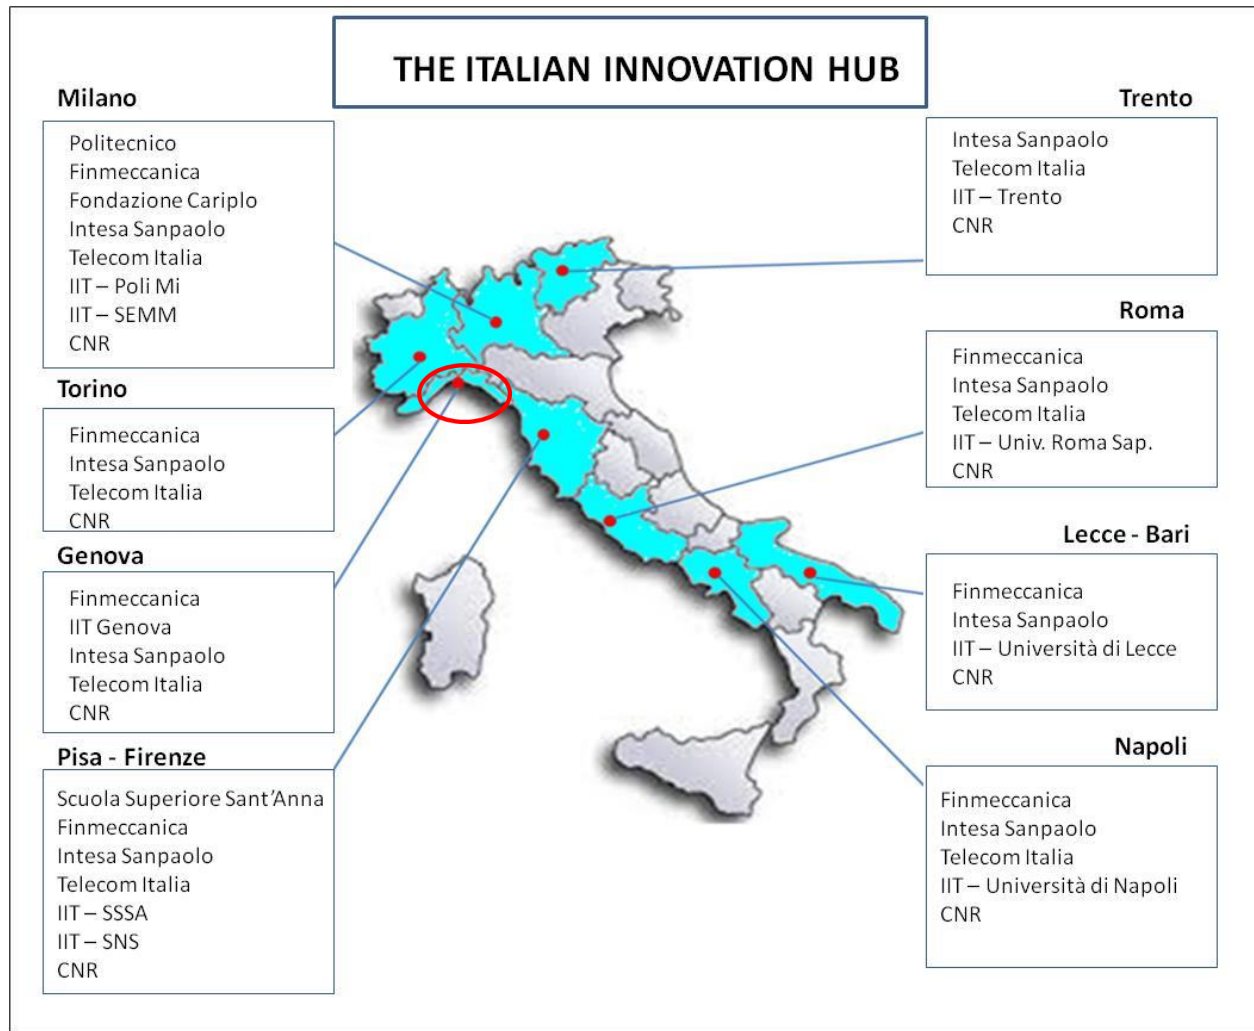 THE ITALIAN INNOVATION HUB
Milano
Politecnico
Finmeccanica
Fondazione Cariplo
Intesa Sanpaolo
Telecom Italia
IIT – Poli Mi
IIT – SEMM
CNR
Torino
Finmeccanica
Intesa Sanpaolo
Telecom Italia
CNR
Genova
Finmeccanica
IIT Genova
Intesa Sanpaolo
Telecom Italia
CNR
Pisa - Firenze
Scuola Superiore Sant’Anna
Finmeccanica
Intesa Sanpaolo
Telecom Italia
IIT – SSSA
IIT – SNS
CNR
Trento
Intesa Sanpaolo
Telecom Italia
IIT – Trento
CNR
Roma
Finmeccanica
Intesa Sanpaolo
Telecom Italia
IIT – Univ. Roma Sap.
CNR
Lecce - Bari
Finmeccanica
Intesa Sanpaolo
IIT – Università di Lecce
CNR
Napoli
Finmeccanica
Intesa Sanpaolo
Telecom Italia
IIT – Università di Napoli
CNR